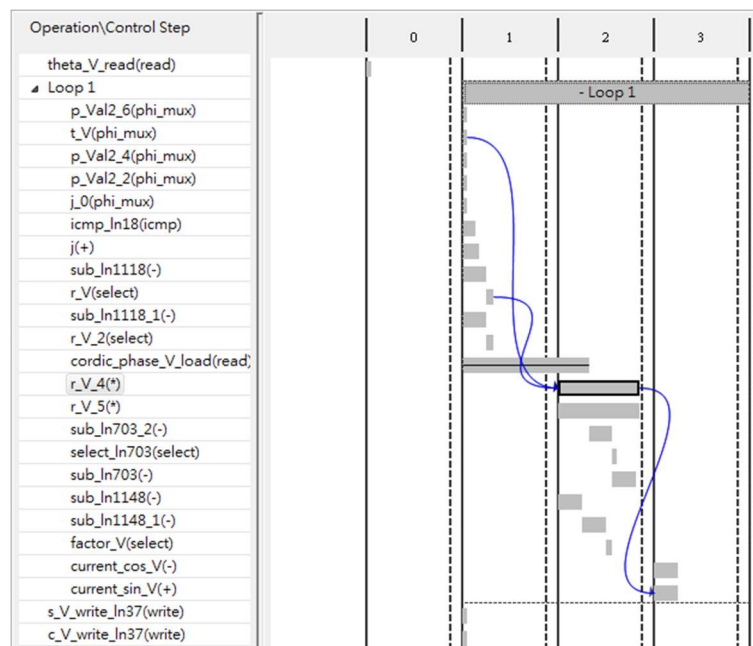 Operation\Control Step
0 1 2 3
theta_V_read(read)
Loop 1
- Loop 1
p_Val2_6(phi_mux)
t_V(phi_mux)
p_Val2_4(phi_mux)
p_Val2_2(phi_mux)
j_0(phi_mux)
icmp_ln18(icmp)
j(+)
sub_ln1118(-)
r_V(select)
sub_ln1118_1(-)
r_V_2(select)
cordic_phase_V_load(read)
r_V_4(*)
r_V_5(*)
sub_ln703_2(-)
select_ln703(select)
sub_ln703(-)
sub_ln1148(-)
sub_ln1148_1(-)
factor_V(select)
current_cos_V(-)
current_sin_V(+)
s_V_write_ln37(write)
c_V_write_ln37(write)